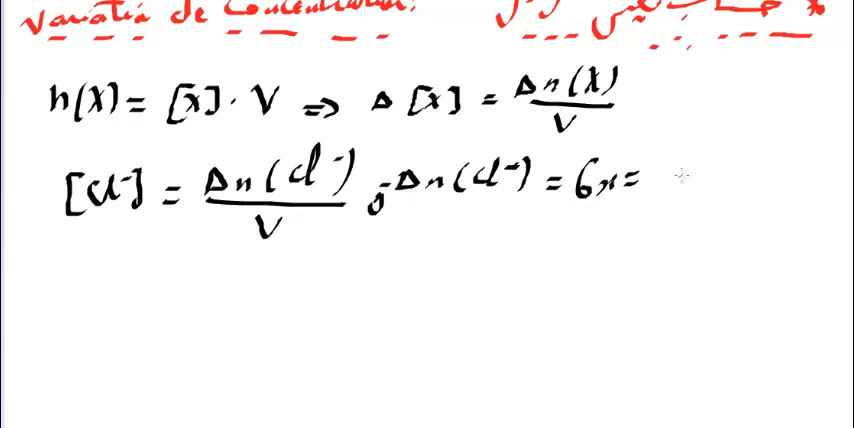 Variation de Concentration:
n(X) = [X] . V ⇒ Δ[X] = Δn(X)/V
[Cl⁻] = Δn(Cl⁻)/V ; Δn(Cl⁻) = 6x =